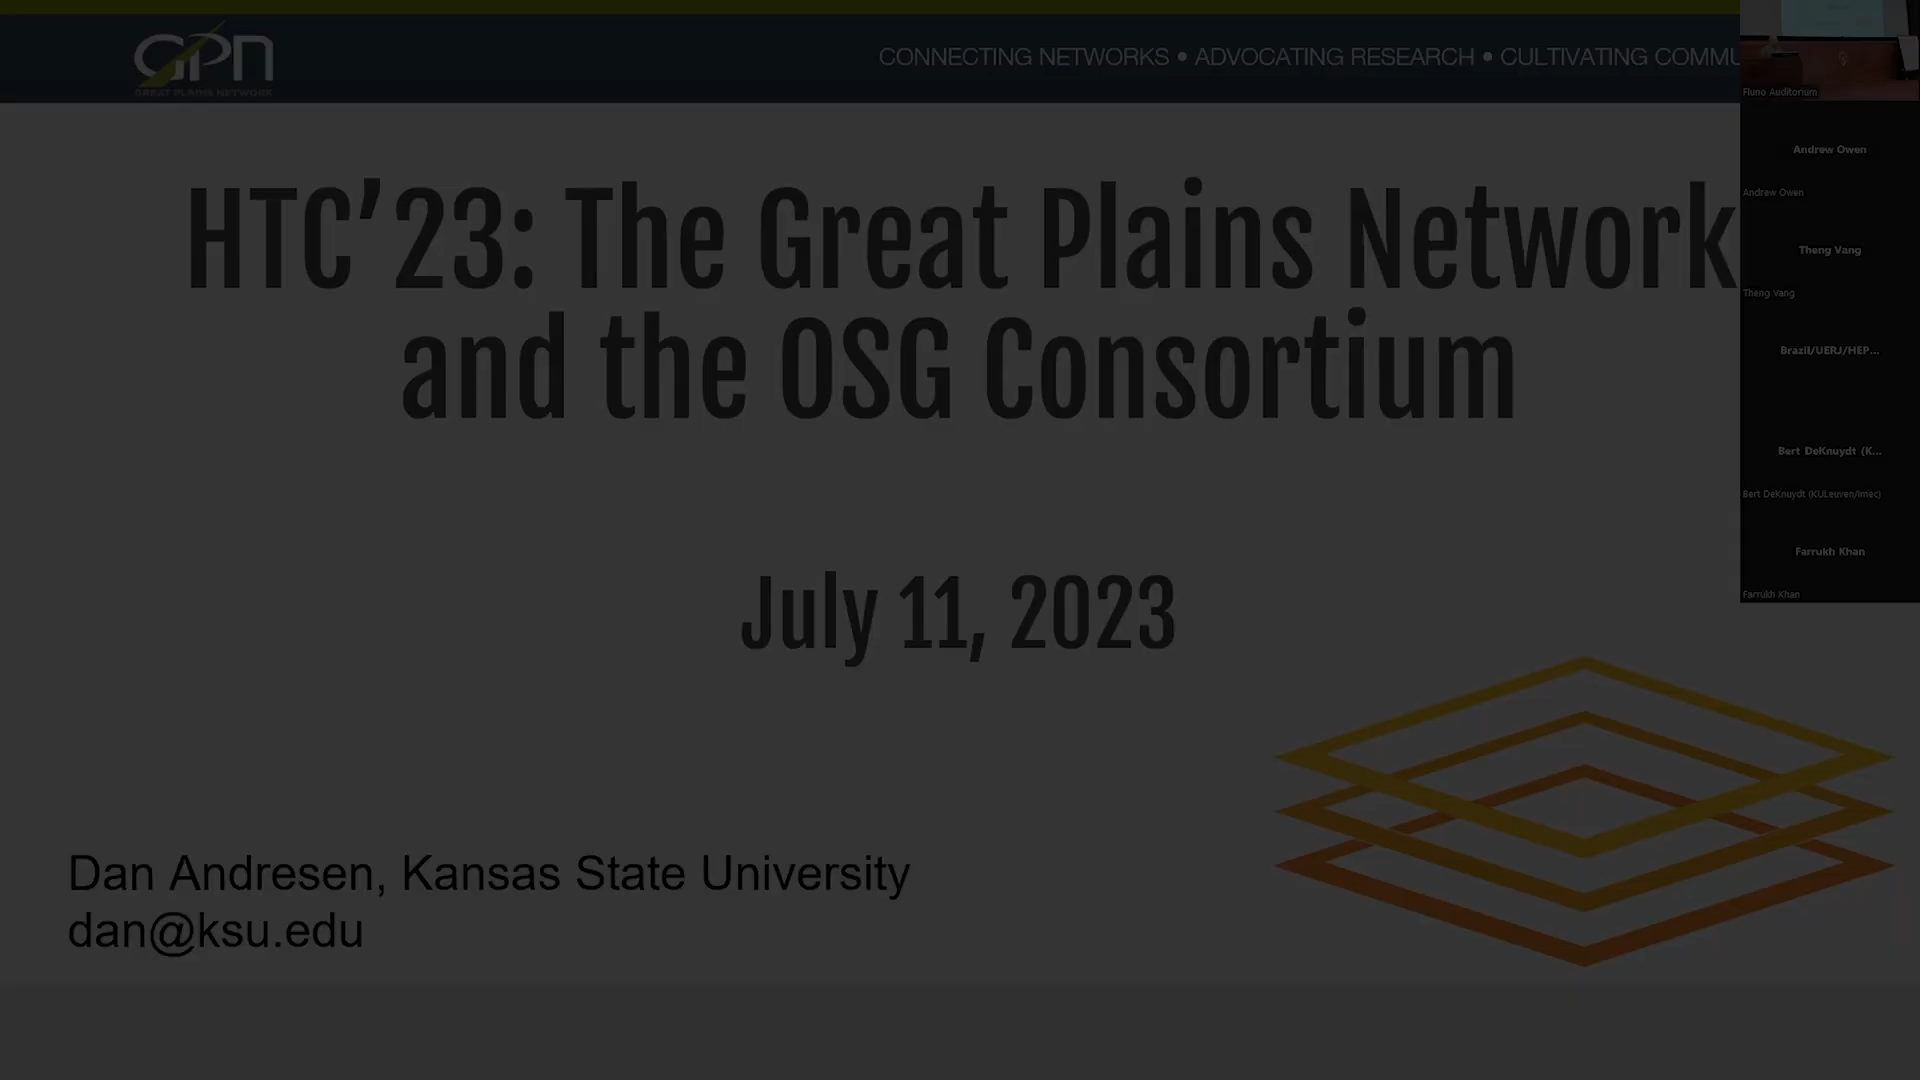 GPN
GREAT PLAINS NETWORK
CONNECTING NETWORKS • ADVOCATING RESEARCH • CULTIVATING COMMU
HTC’23: The Great Plains Network
and the OSG Consortium
July 11, 2023
Dan Andresen, Kansas State University
dan@ksu.edu
Fluno Auditorium
Andrew Owen
Andrew Owen
Theng Vang
Theng Vang
Brazil/UERJ/HEP...
Bert DeKnuydt (K...
Bert DeKnuydt (KULeuven/imec)
Farrukh Khan
Farrukh Khan